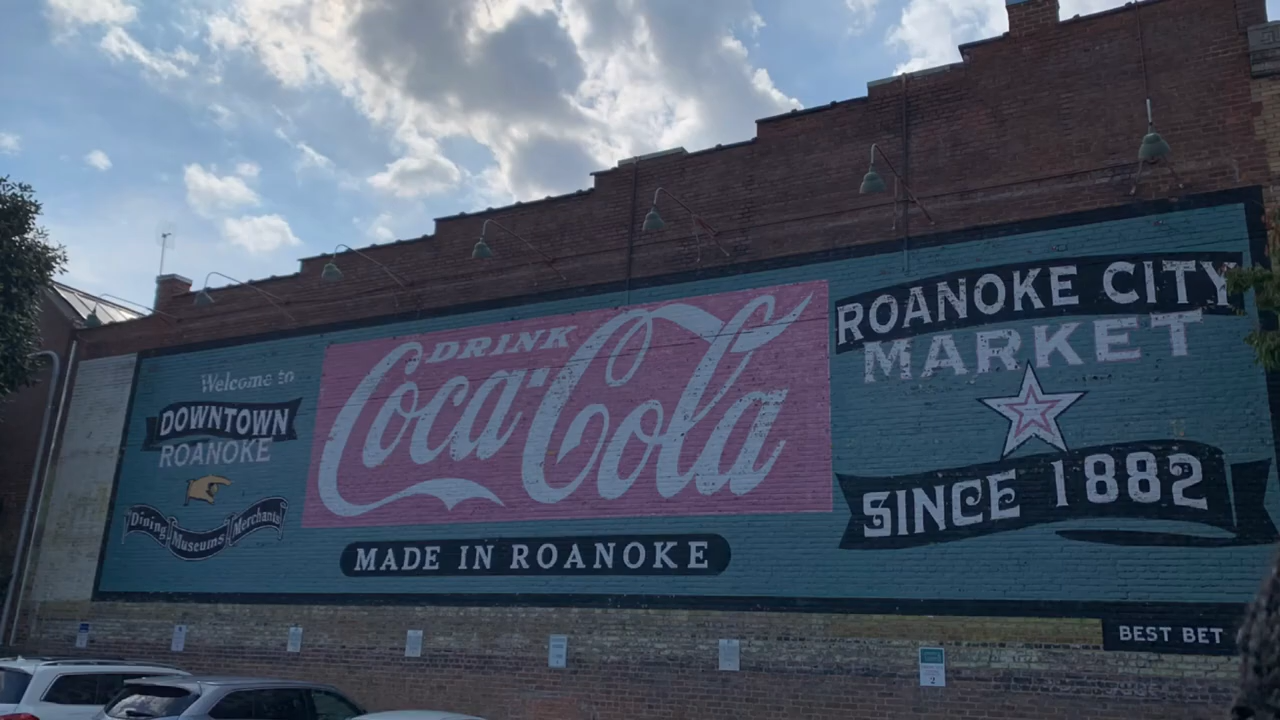 Welcome to
DOWNTOWN
ROANOKE
Dining Museums Merchants
DRINK
Coca-Cola
MADE IN ROANOKE
ROANOKE CITY
MARKET
SINCE 1882
BEST BET
2